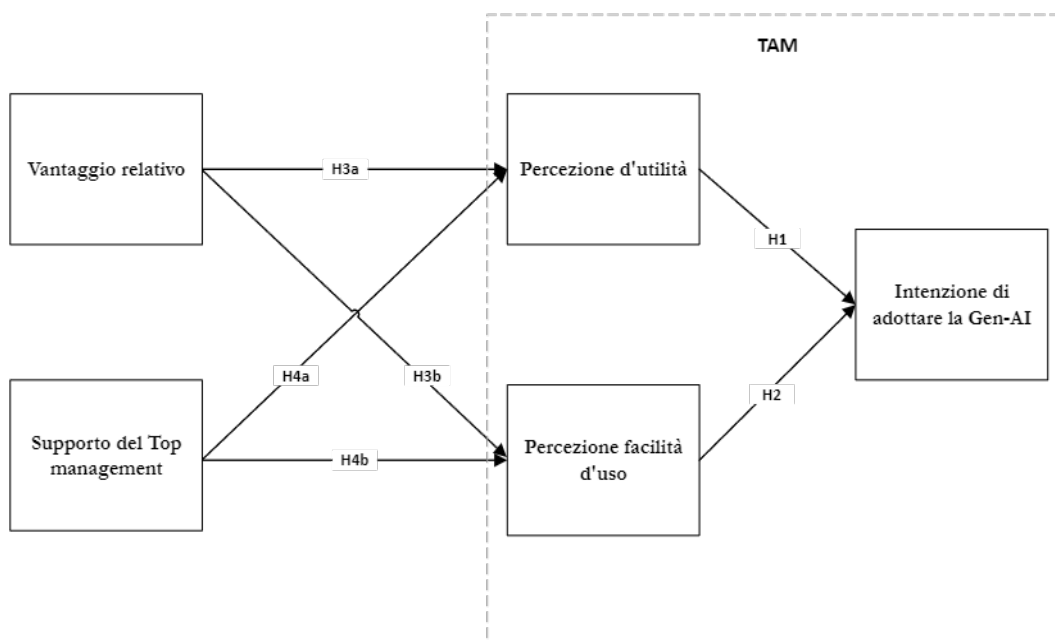 TAM
Vantaggio relativo
H3a
Percezione d'utilità
H1
Intenzione di
adottare la Gen-AI
H4a
H3b
H2
Supporto del Top
management
H4b
Percezione facilità
d'uso